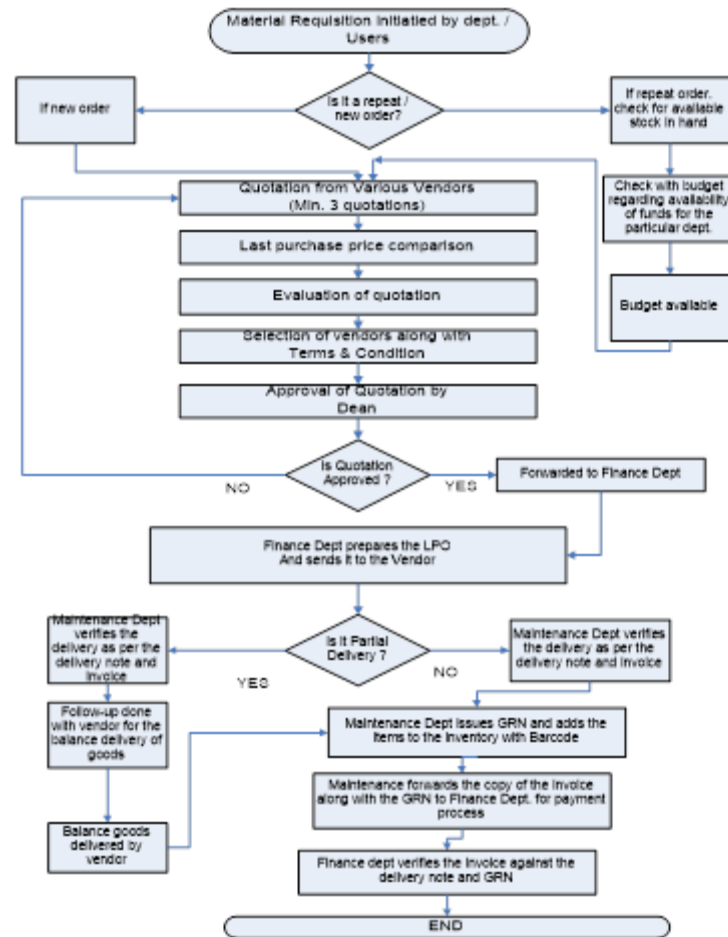 Material Requisition Initiatied by dept. /
Users
Is it a repeat /
new order?
If new order
If repeat order.
check for available
stock in hand
Quotation from Various Vendors
(Min. 3 quotations)
Check with budget
regarding availability
of funds for the
particular dept.
Last purchase price comparison
Evaluation of quotation
Budget available
Selection of vendors along with
Terms & Condition
Approval of Quotation by
Dean
Is Quotation
Approved ?
NO
YES
Forwarded to Finance Dept
Finance Dept prepares the LPO
And sends it to the Vendor
Is it Partial
Delivery ?
YES
NO
Maintenance Dept
verifies the
delivery as per the
delivery note and
Invoice
Maintenance Dept verifies
the delivery as per the
delivery note and Invoice
Follow-up done
with vendor for the
balance delivery of
goods
Maintenance Dept issues GRN and adds the
Items to the Inventory with Barcode
Balance goods
delivered by
vendor
Maintenance forwards the copy of the Invoice
along with the GRN to Finance Dept. for payment
process
Finance dept verifies the Invoice against the
delivery note and GRN
END